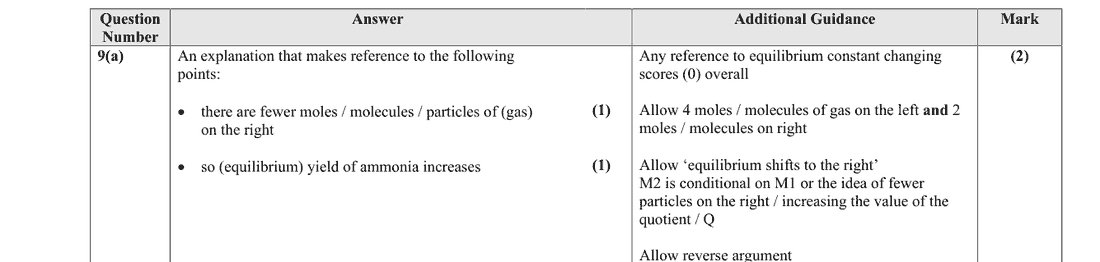 Question Number
Answer
Additional Guidance
Mark
9(a)
An explanation that makes reference to the following
points:
• there are fewer moles / molecules / particles of (gas)
on the right
(1)
• so (equilibrium) yield of ammonia increases
(1)
Any reference to equilibrium constant changing
scores (0) overall
Allow 4 moles / molecules of gas on the left and 2
moles / molecules on right
Allow ‘equilibrium shifts to the right’
M2 is conditional on M1 or the idea of fewer
particles on the right / increasing the value of the
quotient / Q
Allow reverse argument
(2)